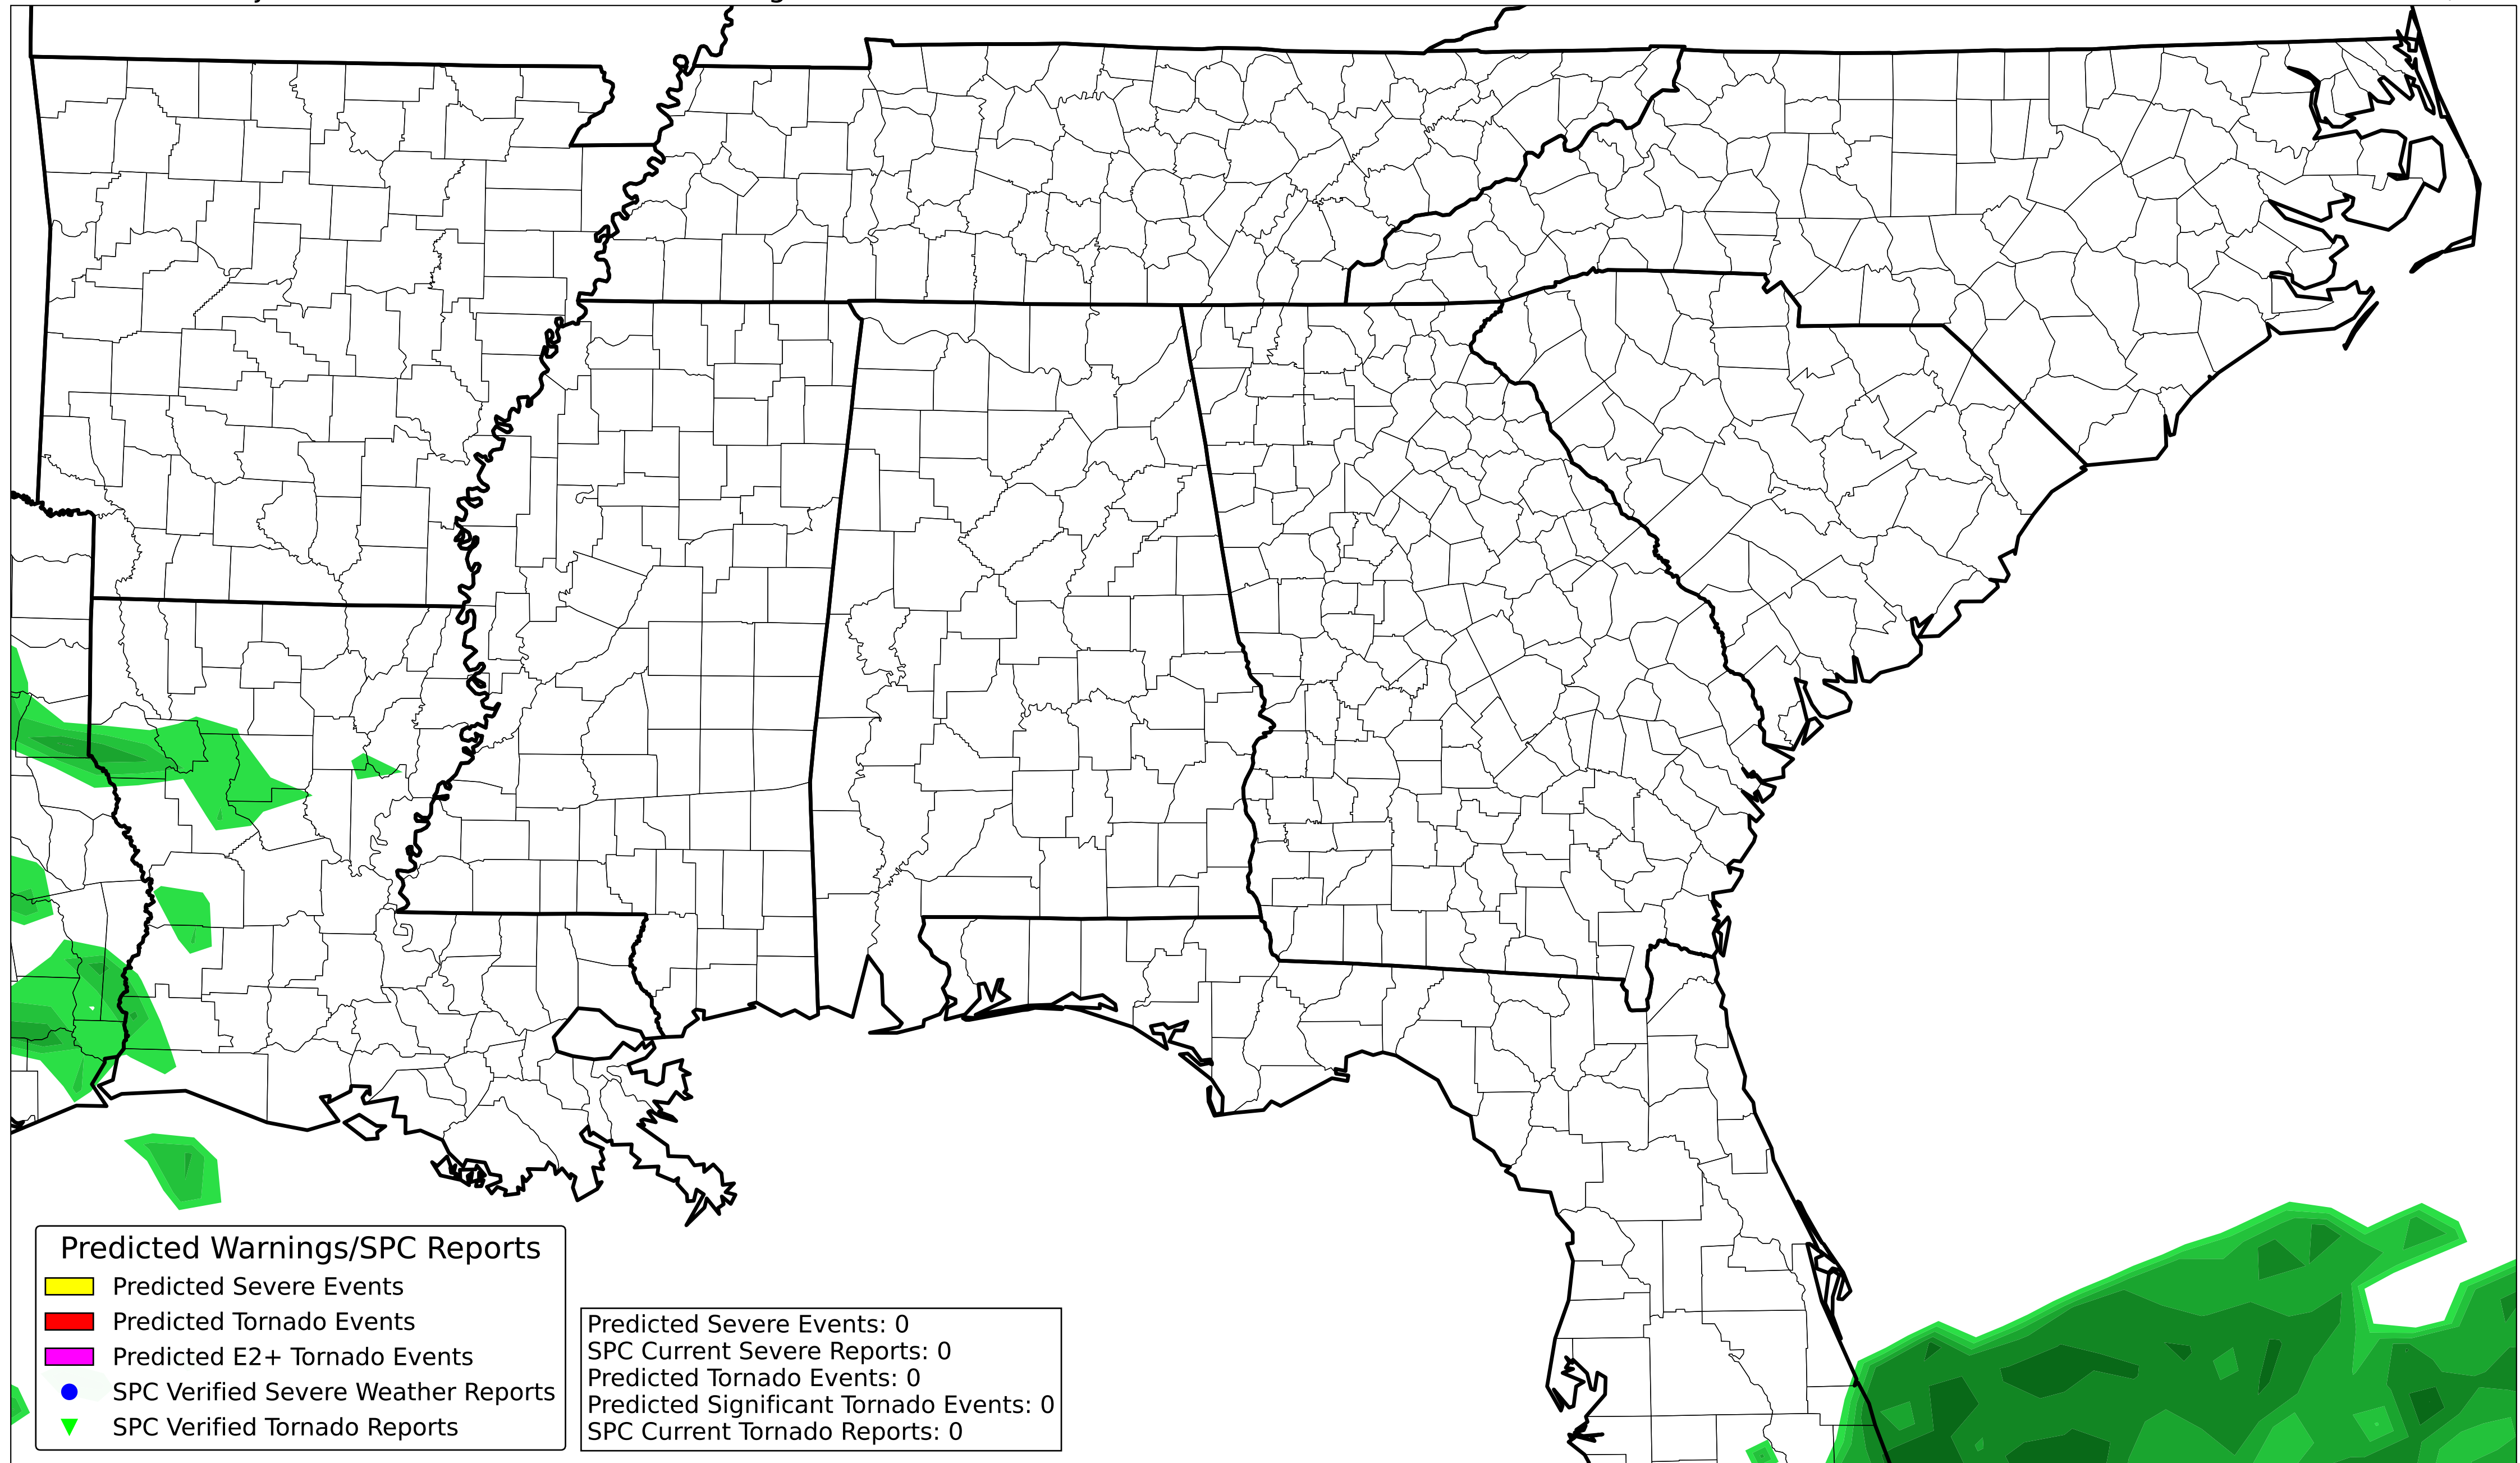 Predicted Warnings/SPC Reports
Predicted Severe Events
Predicted Tornado Events
Predicted E2+ Tornado Events
SPC Verified Severe Weather Reports
SPC Verified Tornado Reports
Predicted Severe Events: 0
SPC Current Severe Reports: 0
Predicted Tornado Events: 0
Predicted Significant Tornado Events: 0
SPC Current Tornado Reports: 0